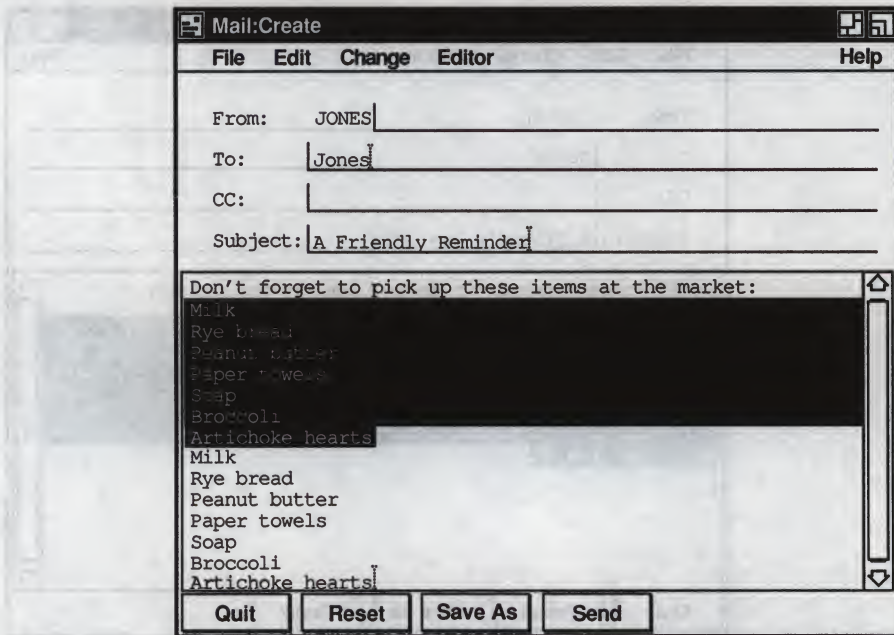 Mail:Create
File Edit Change Editor Help
From: JONES
To: Jones
CC:
Subject: A Friendly Reminder
Don't forget to pick up these items at the market:
Milk
Rye bread
Peanut butter
Paper towels
Soap
Broccoli
Artichoke hearts
Milk
Rye bread
Peanut butter
Paper towels
Soap
Broccoli
Artichoke hearts
Quit Reset Save As Send